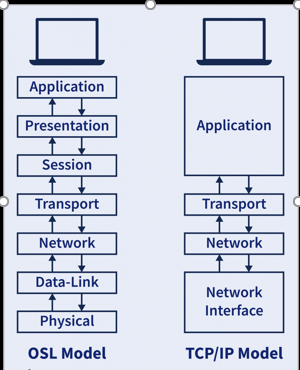 Application
Presentation
Session
Transport
Network
Data-Link
Physical
OSL Model
Application
Transport
Network
Network
Interface
TCP/IP Model